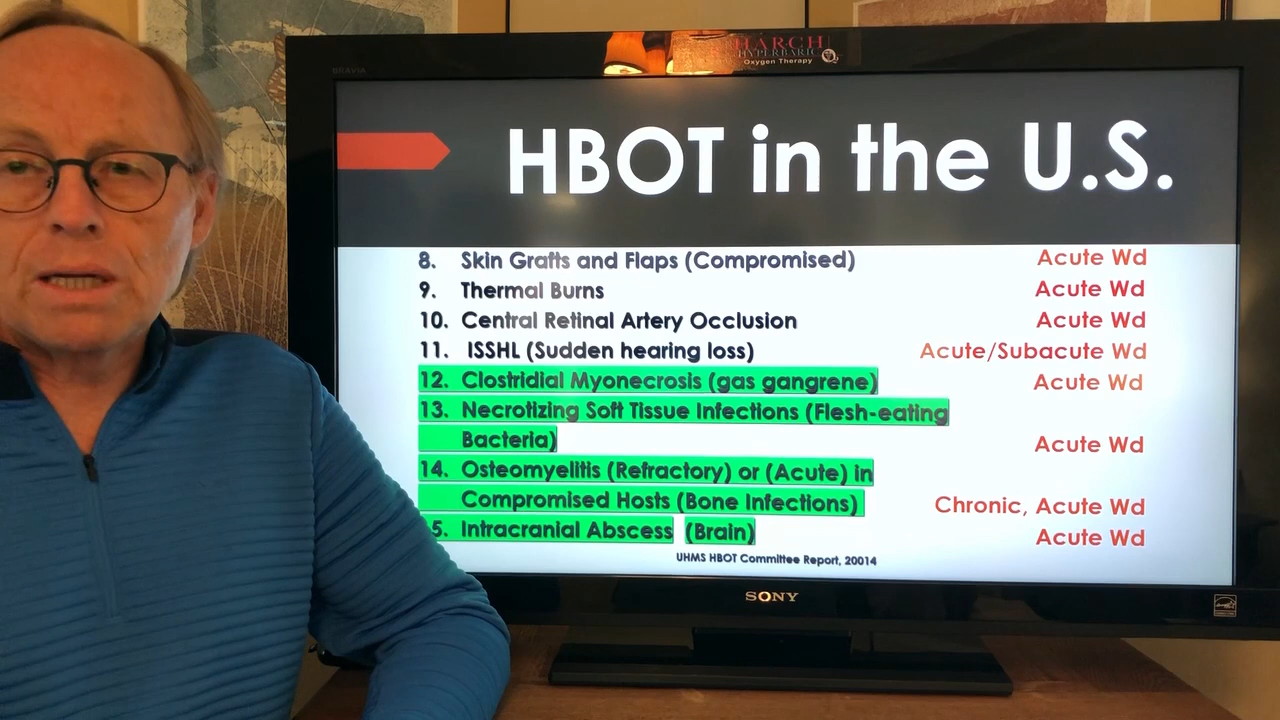 BRAVIA
HARCH
HYPERBARIC
Oxygen Therapy
HBOT in the U.S.
8. Skin Grafts and Flaps (Compromised) Acute Wd
9. Thermal Burns Acute Wd
10. Central Retinal Artery Occlusion Acute Wd
11. ISSHL (Sudden hearing loss) Acute/Subacute Wd
12. Clostridial Myonecrosis (gas gangrene) Acute Wd
13. Necrotizing Soft Tissue Infections (Flesh-eating
Bacteria) Acute Wd
14. Osteomyelitis (Refractory) or (Acute) in
Compromised Hosts (Bone Infections) Chronic, Acute Wd
5. Intracranial Abscess (Brain) Acute Wd
UHMS HBOT Committee Report, 20014
SONY